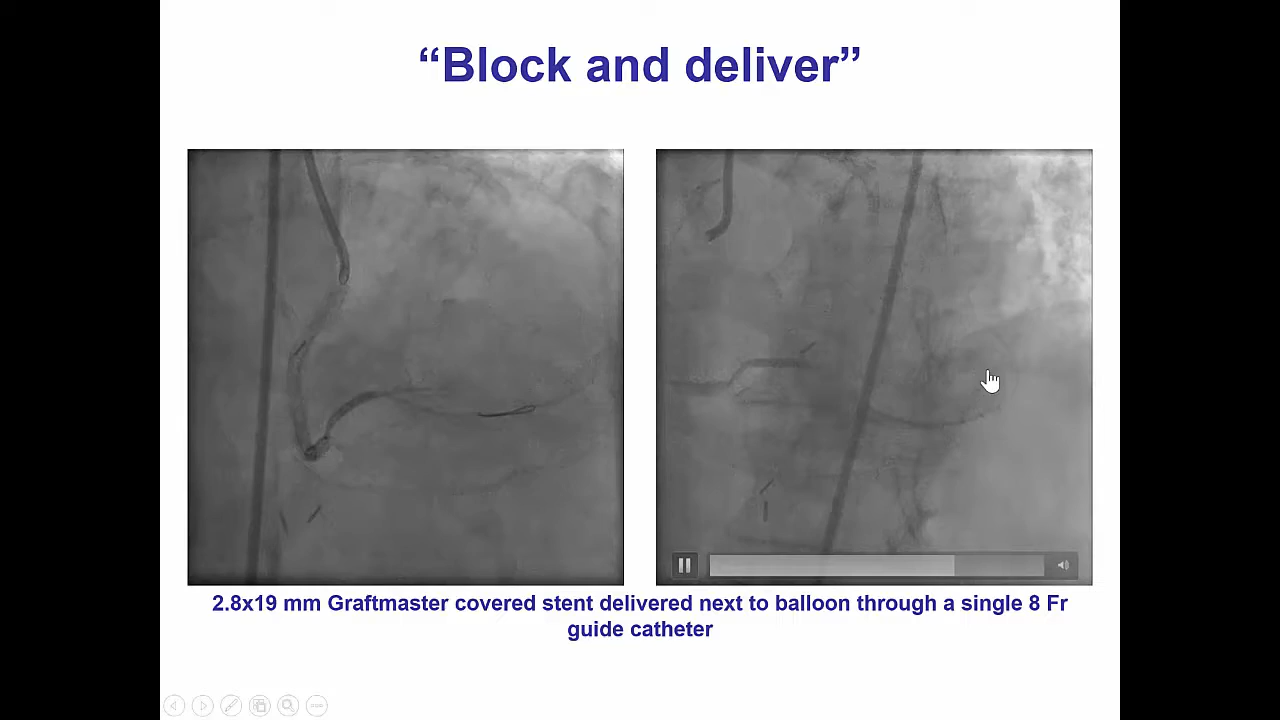 “Block and deliver”
2.8x19 mm Graftmaster covered stent delivered next to balloon through a single 8 Fr
guide catheter